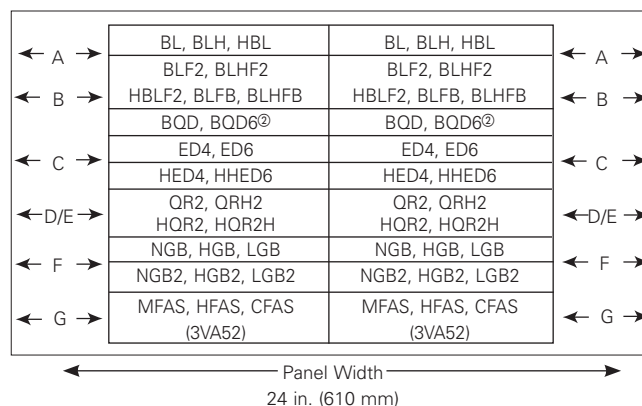 A BL, BLH, HBL BL, BLH, HBL A
BLF2, BLHF2 BLF2, BLHF2
B HBLF2, BLFB, BLHFB HBLF2, BLFB, BLHFB B
BQD, BQD6② BQD, BQD6②
C ED4, ED6 ED4, ED6 C
HED4, HHED6 HED4, HHED6
D/E QR2, QRH2 QR2, QRH2 D/E
HQR2, HQR2H HQR2, HQR2H
F NGB, HGB, LGB NGB, HGB, LGB F
NGB2, HGB2, LGB2 NGB2, HGB2, LGB2
G MFAS, HFAS, CFAS MFAS, HFAS, CFAS G
(3VA52) (3VA52)
Panel Width
24 in. (610 mm)